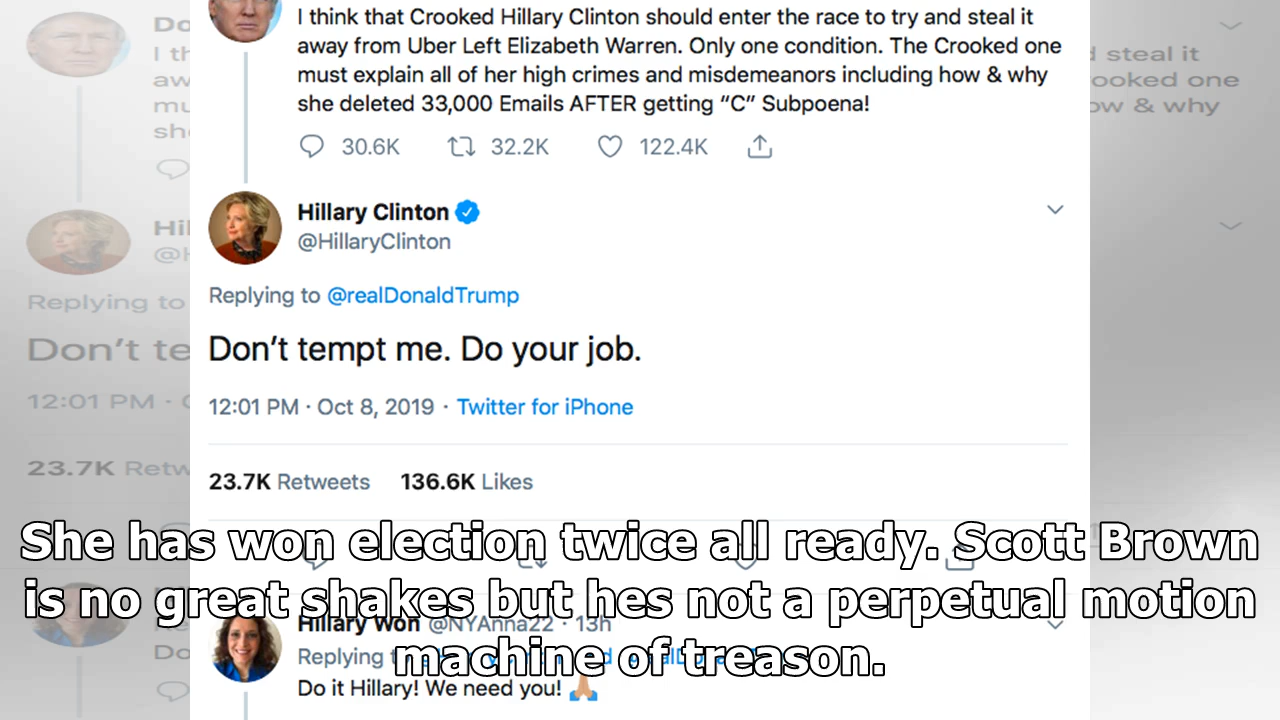 I think that Crooked Hillary Clinton should enter the race to try and steal it
away from Uber Left Elizabeth Warren. Only one condition. The Crooked one
must explain all of her high crimes and misdemeanors including how & why
she deleted 33,000 Emails AFTER getting “C” Subpoena!
30.6K 32.2K 122.4K
Hillary Clinton
@HillaryClinton
Replying to @realDonaldTrump
Don’t tempt me. Do your job.
12:01 PM · Oct 8, 2019 · Twitter for iPhone
23.7K Retweets 136.6K Likes
She has won election twice all ready. Scott Brown
is no great shakes but hes not a perpetual motion
machine of treason.
Hillary Won @NYAnna22 · 13h
Replying
Do it Hillary! We need you! 🙏